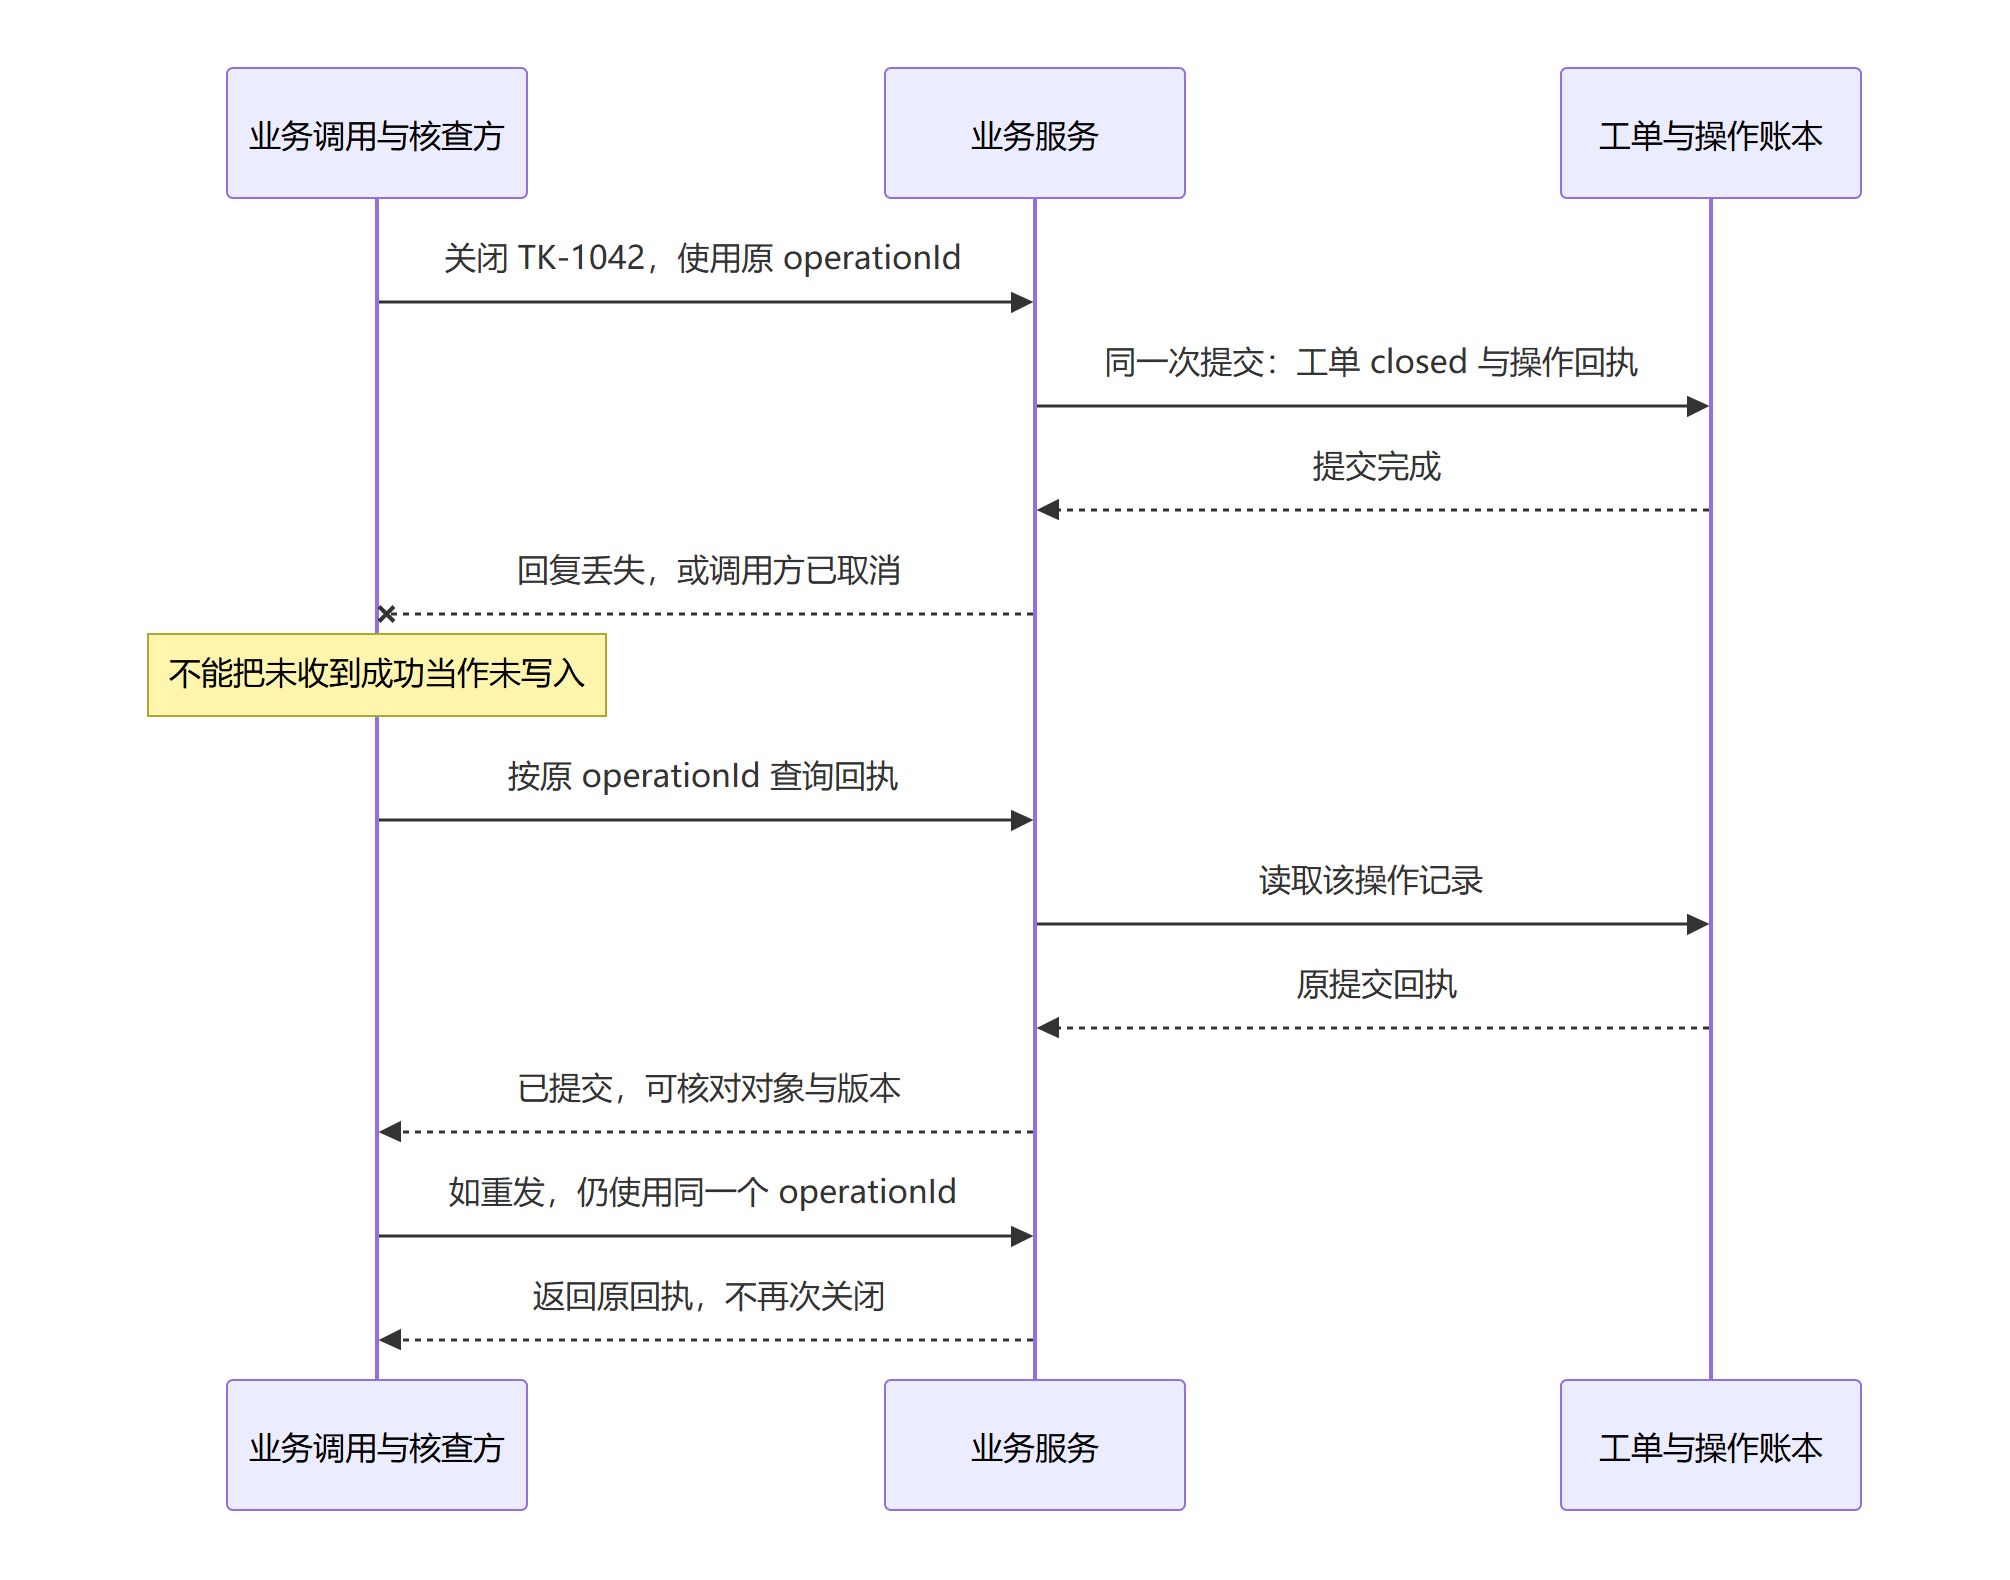 业务调用与核查方
业务服务
工单与操作账本
关闭 TK-1042，使用原 operationId
同一次提交：工单 closed 与操作回执
提交完成
回复丢失，或调用方已取消
不能把未收到成功当作未写入
按原 operationId 查询回执
读取该操作记录
原提交回执
已提交，可核对对象与版本
如重发，仍使用同一个 operationId
返回原回执，不再次关闭
业务调用与核查方
业务服务
工单与操作账本